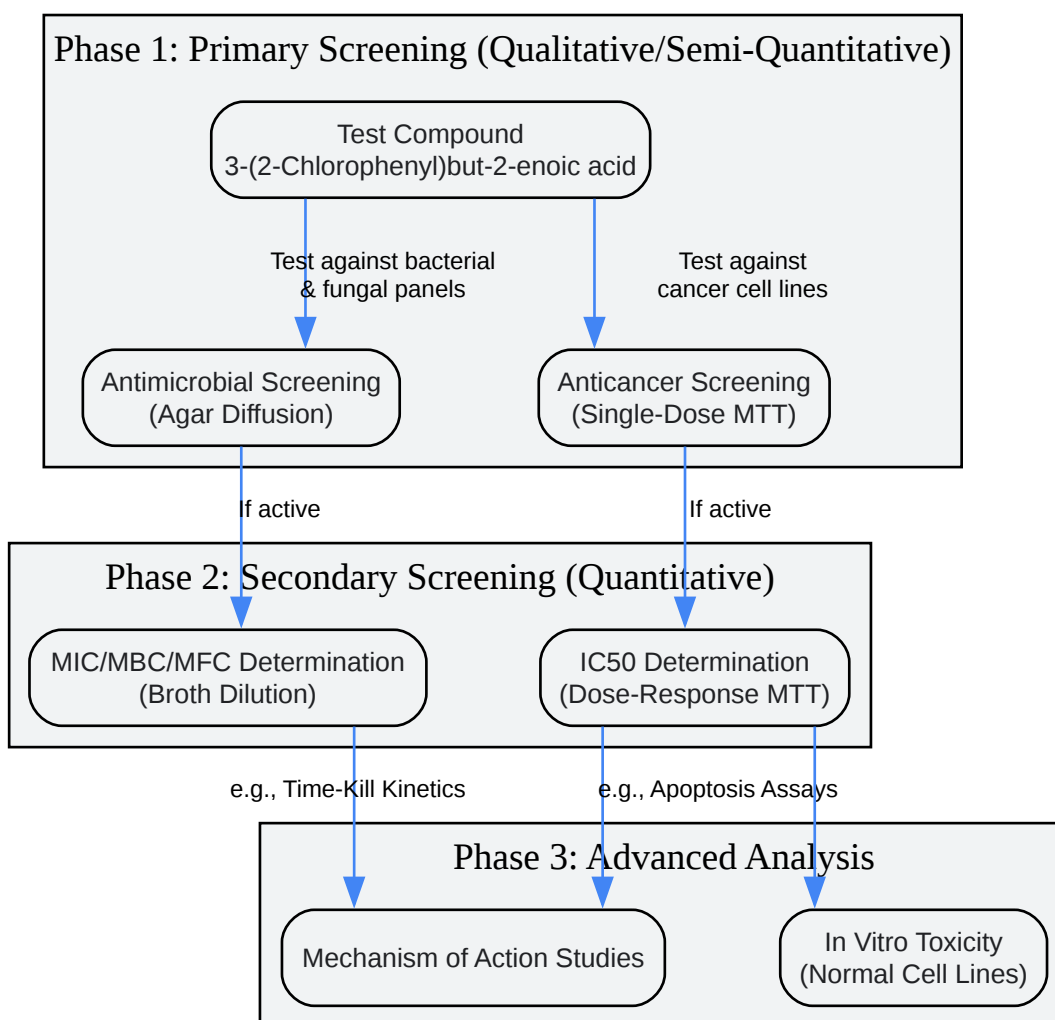 Phase 1: Primary Screening (Qualitative/Semi-Quantitative)
Test Compound
3-(2-Chlorophenyl)but-2-enoic acid
Test against bacterial
& fungal panels
Test against
cancer cell lines
Antimicrobial Screening
(Agar Diffusion)
Anticancer Screening
(Single-Dose MTT)
If active
If active
Phase 2: Secondary Screening (Quantitative)
MIC/MBC/MFC Determination
(Broth Dilution)
IC50 Determination
(Dose-Response MTT)
e.g., Time-Kill Kinetics
e.g., Apoptosis Assays
Phase 3: Advanced Analysis
Mechanism of Action Studies
In Vitro Toxicity
(Normal Cell Lines)